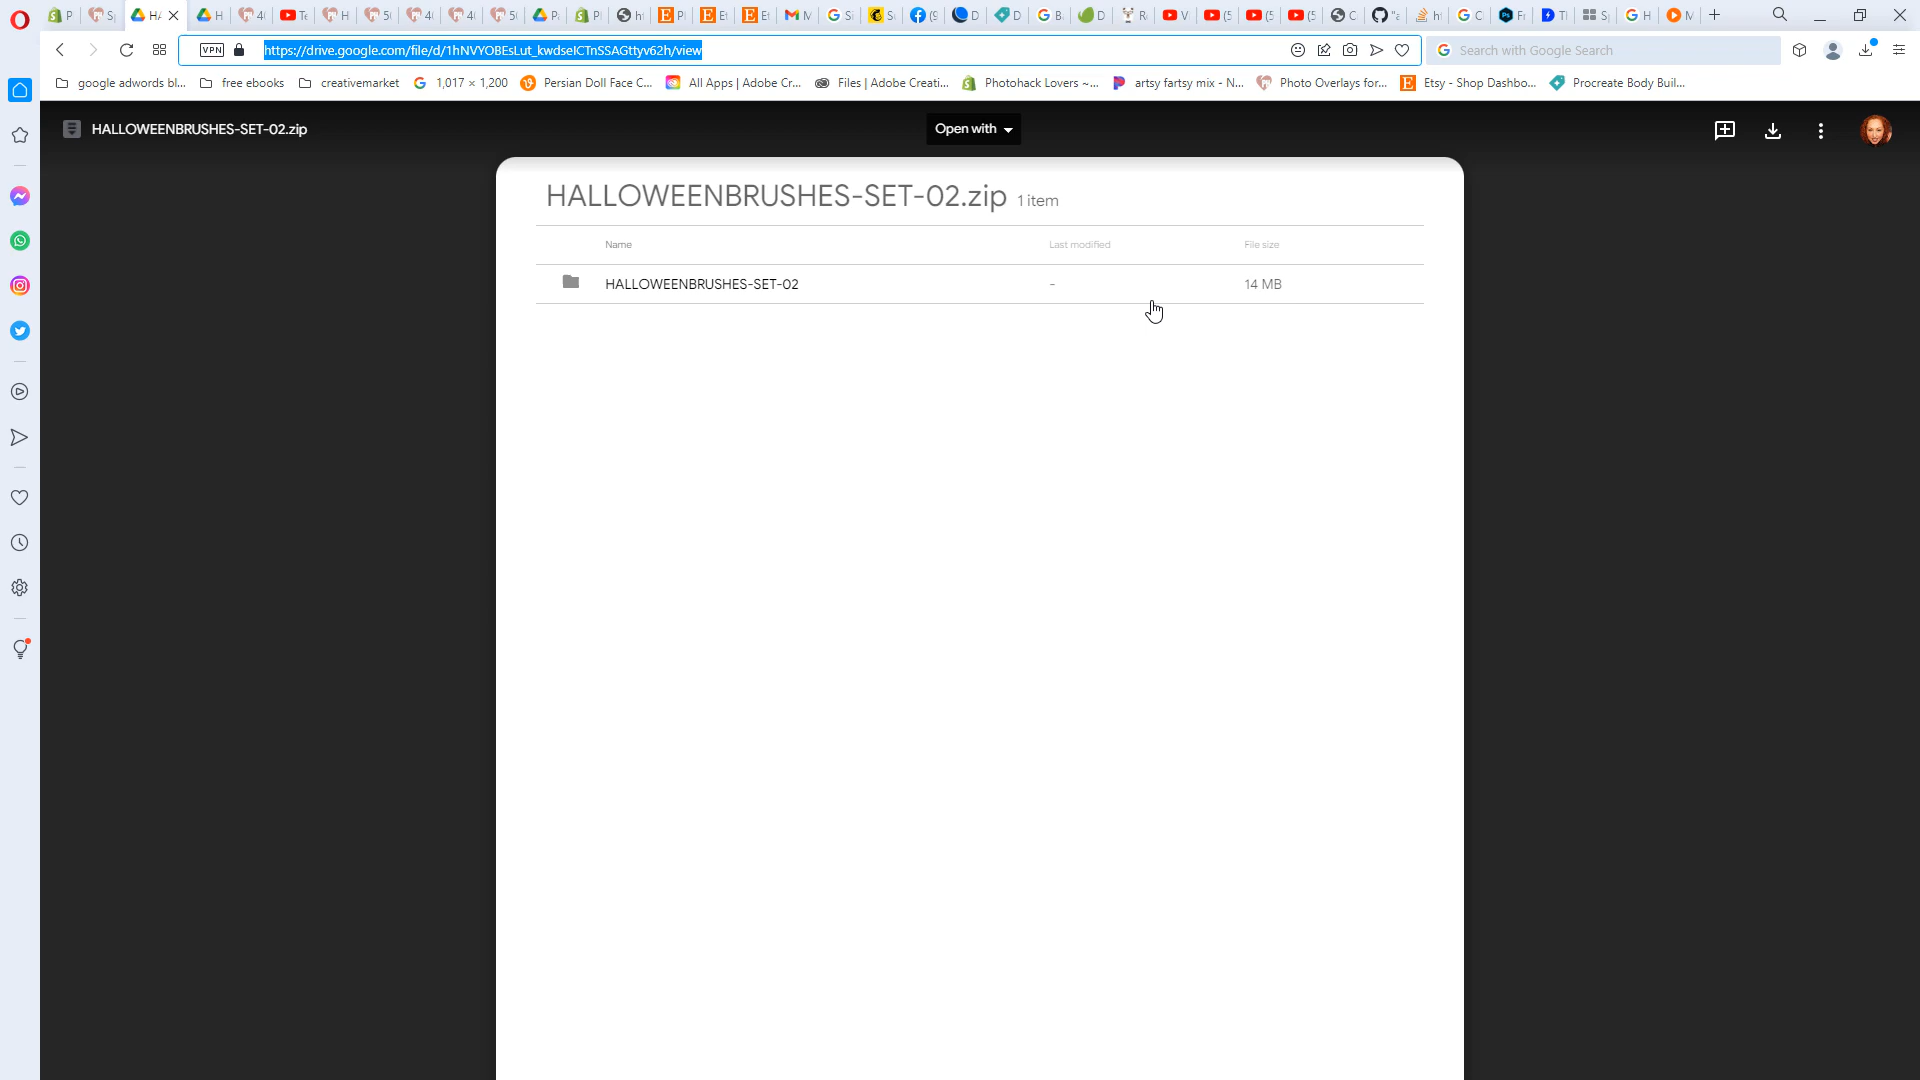 VPN
https://drive.google.com/file/d/1hNVYOBEsLut_kwdseICTnSSAGttyv62h/view
Search with Google Search
google adwords bl...
free ebooks
creativemarket
1,017 × 1,200
Persian Doll Face C...
All Apps | Adobe Cr...
Files | Adobe Creati...
Photohack Lovers ~...
artsy fartsy mix - N...
Photo Overlays for...
Etsy - Shop Dashbo...
Procreate Body Buil...
HALLOWEENBRUSHES-SET-02.zip
Open with
HALLOWEENBRUSHES-SET-02.zip 1 item
Name Last modified File size
HALLOWEENBRUSHES-SET-02 - 14 MB